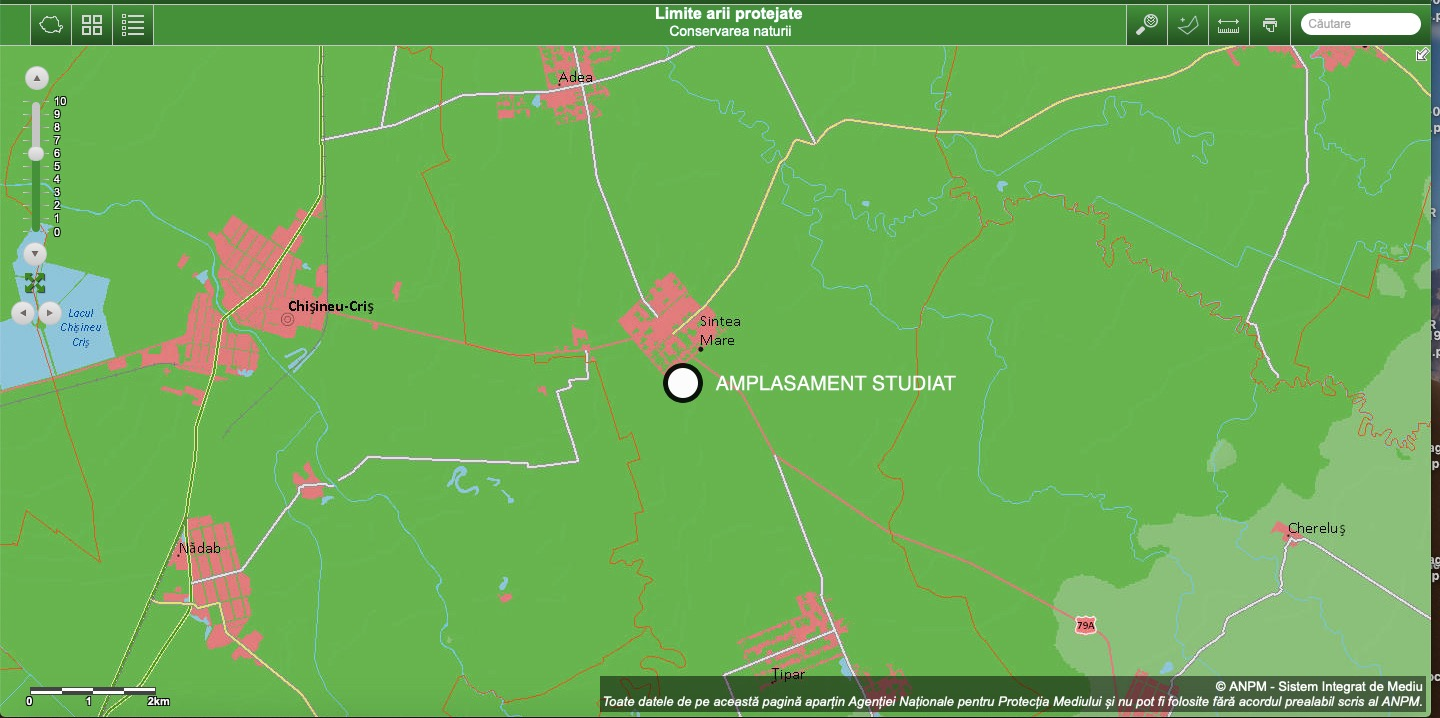 Limite arii protejate
Conservarea naturii
Căutare
10
9
8
7
6
5
4
3
2
1
0
Adea
Lacul
Chișineu
Criș
Chișineu-Criș
Sintea
Mare
AMPLASAMENT STUDIAT
Nădab
Chereluș
79A
Țipar
0 1 2km
© ANPM - Sistem Integrat de Mediu
Toate datele de pe această pagină aparțin Agenției Naționale pentru Protecția Mediului și nu pot fi folosite fără acordul prealabil scris al ANPM.